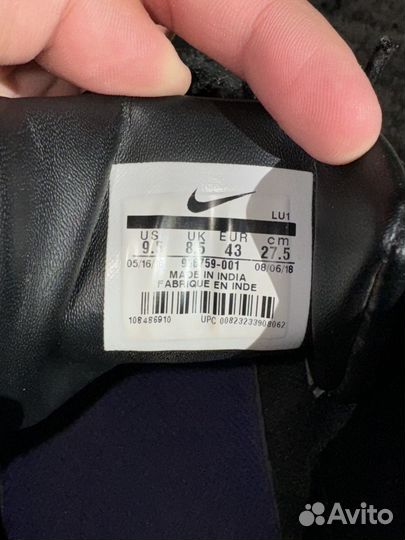 LU1
US UK EUR cm
9.5 8.5 43 27.5
05/16/18 08/06/18
MADE IN INDIA
FABRIQUE EN INDE
108486910 UPC 00823233908062
Avito